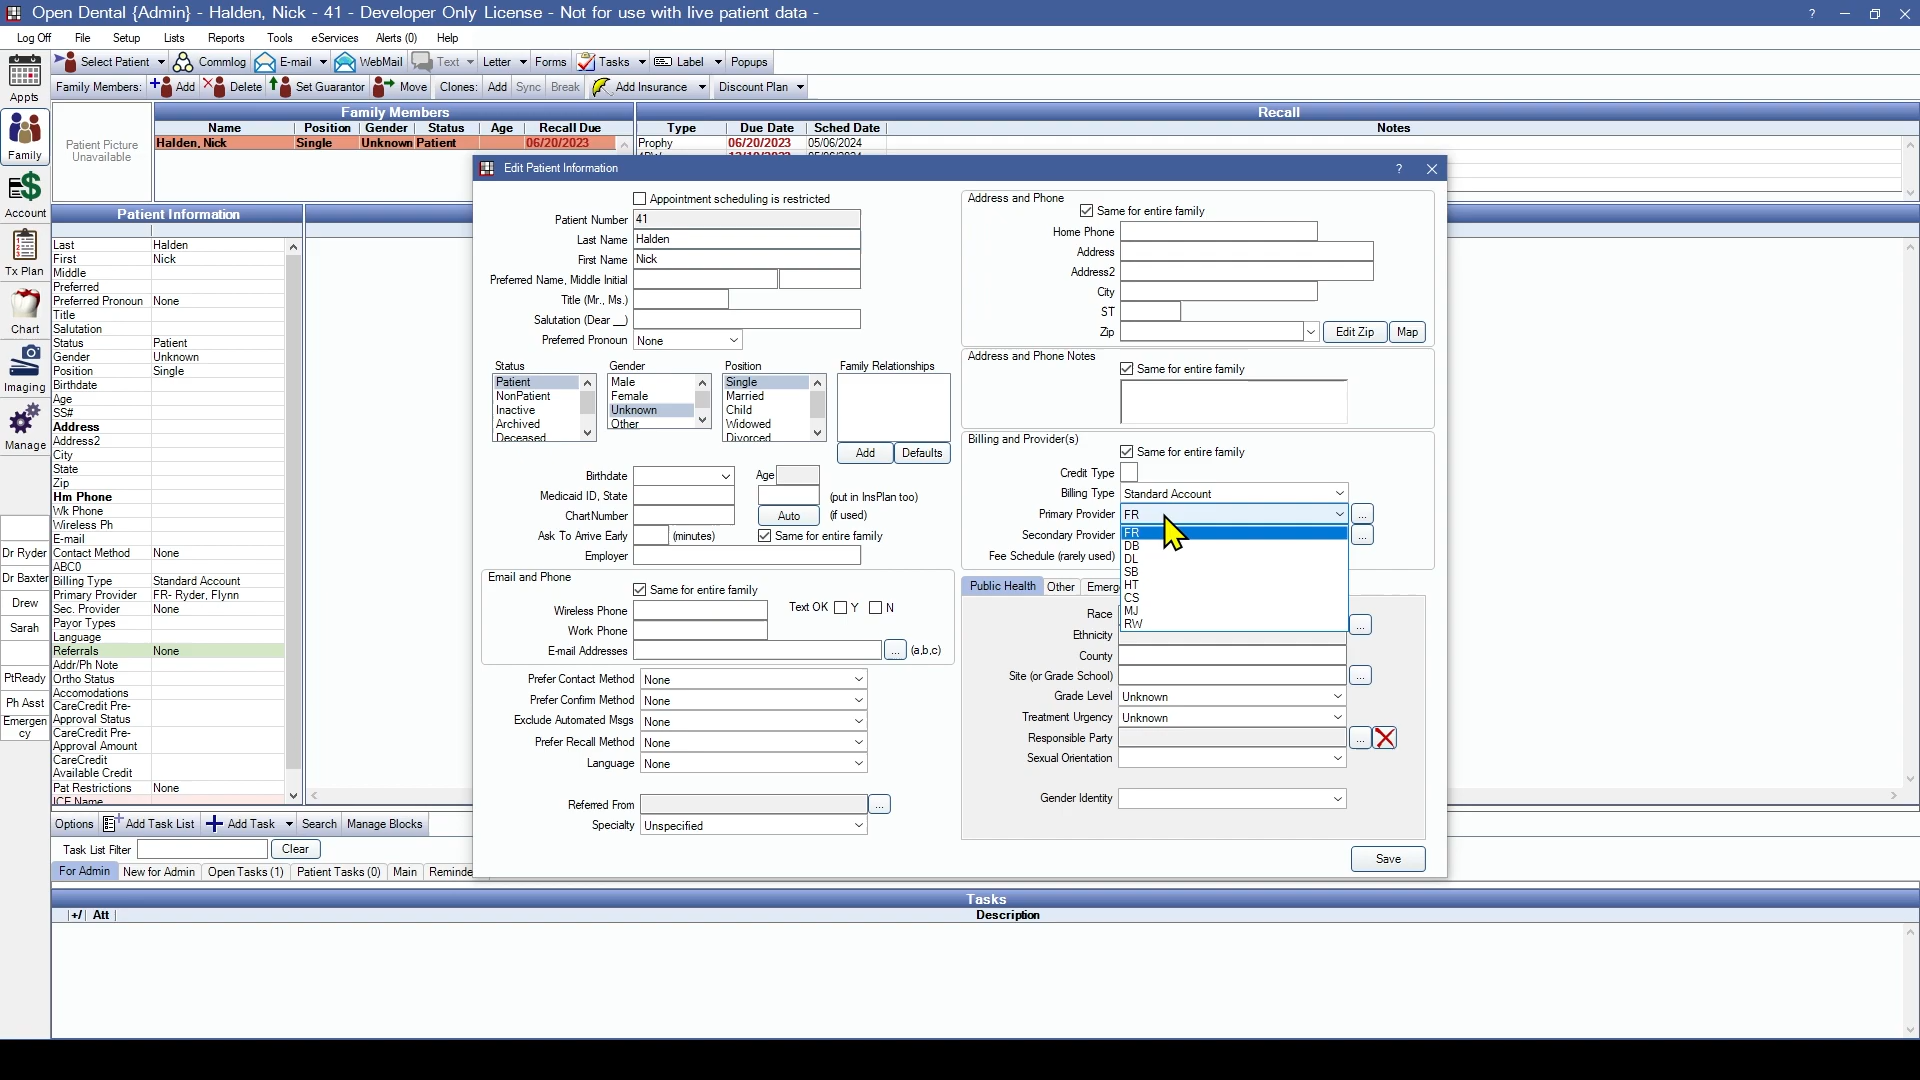 Open Dental {Admin} - Halden, Nick - 41 - Developer Only License - Not for use with live patient data -
Log Off File Setup Lists Reports Tools eServices Alerts (0) Help
Select Patient Commlog E-mail WebMail Text Letter Forms Tasks Label Popups
Family Members: Add Delete Set Guarantor Move Clones: Add Sync Break Add Insurance Discount Plan
Appts
Family
Account
Tx Plan
Chart
Imaging
Manage
Dr Ryder
Dr Baxter
Drew
Sarah
PtReady
Ph Asst
Emergen
cy
Patient Picture
Unavailable
Family Members
Name Position Gender Status Age Recall Due
Halden, Nick Single Unknown Patient 06/20/2023
Recall
Type Due Date Sched Date Notes
Prophy 06/20/2023 05/06/2024
Patient Information
Last Halden
First Nick
Middle
Preferred
Preferred Pronoun None
Title
Salutation
Status Patient
Gender Unknown
Position Single
Birthdate
Age
SS#
Address
Address2
City
State
Zip
Hm Phone
Wk Phone
Wireless Ph
E-mail
Contact Method None
ABC0
Billing Type Standard Account
Primary Provider FR- Ryder, Flynn
Sec. Provider None
Payor Types
Language
Referrals None
Addr/Ph Note
Ortho Status
Accomodations
CareCredit Pre-
Approval Status
CareCredit Pre-
Approval Amount
CareCredit
Available Credit
Pat Restrictions None
ICE Name
Edit Patient Information
? 
Appointment scheduling is restricted
Patient Number 41
Last Name Halden
First Name Nick
Preferred Name, Middle Initial
Title (Mr., Ms.)
Salutation (Dear __)
Preferred Pronoun None
Status Gender Position Family Relationships
Patient Male Single
NonPatient Female Married
Inactive Unknown Child
Archived Other Widowed
Deceased Divorced
Add Defaults
Birthdate Age
Medicaid ID, State (put in InsPlan too)
ChartNumber Auto (if used)
Ask To Arrive Early (minutes) Same for entire family
Employer
Email and Phone
Same for entire family
Wireless Phone Text OK Y N
Work Phone
E-mail Addresses ... (a,b,c)
Prefer Contact Method None
Prefer Confirm Method None
Exclude Automated Msgs None
Prefer Recall Method None
Language None
Referred From ...
Specialty Unspecified
Address and Phone
Same for entire family
Home Phone
Address
Address2
City
ST
Zip Edit Zip Map
Address and Phone Notes
Same for entire family
Billing and Provider(s)
Same for entire family
Credit Type
Billing Type Standard Account
Primary Provider FR ...
Secondary Provider ...
Fee Schedule (rarely used)
FR
DB
DL
SB
HT
CS
MJ
RW
Public Health Other Emerg
Race ...
Ethnicity
County
Site (or Grade School) ...
Grade Level Unknown
Treatment Urgency Unknown
Responsible Party ...
Sexual Orientation
Gender Identity
Save
Options Add Task List Add Task Search Manage Blocks
Task List Filter Clear
For Admin New for Admin Open Tasks (1) Patient Tasks (0) Main Reminde
Tasks
+/ Att Description